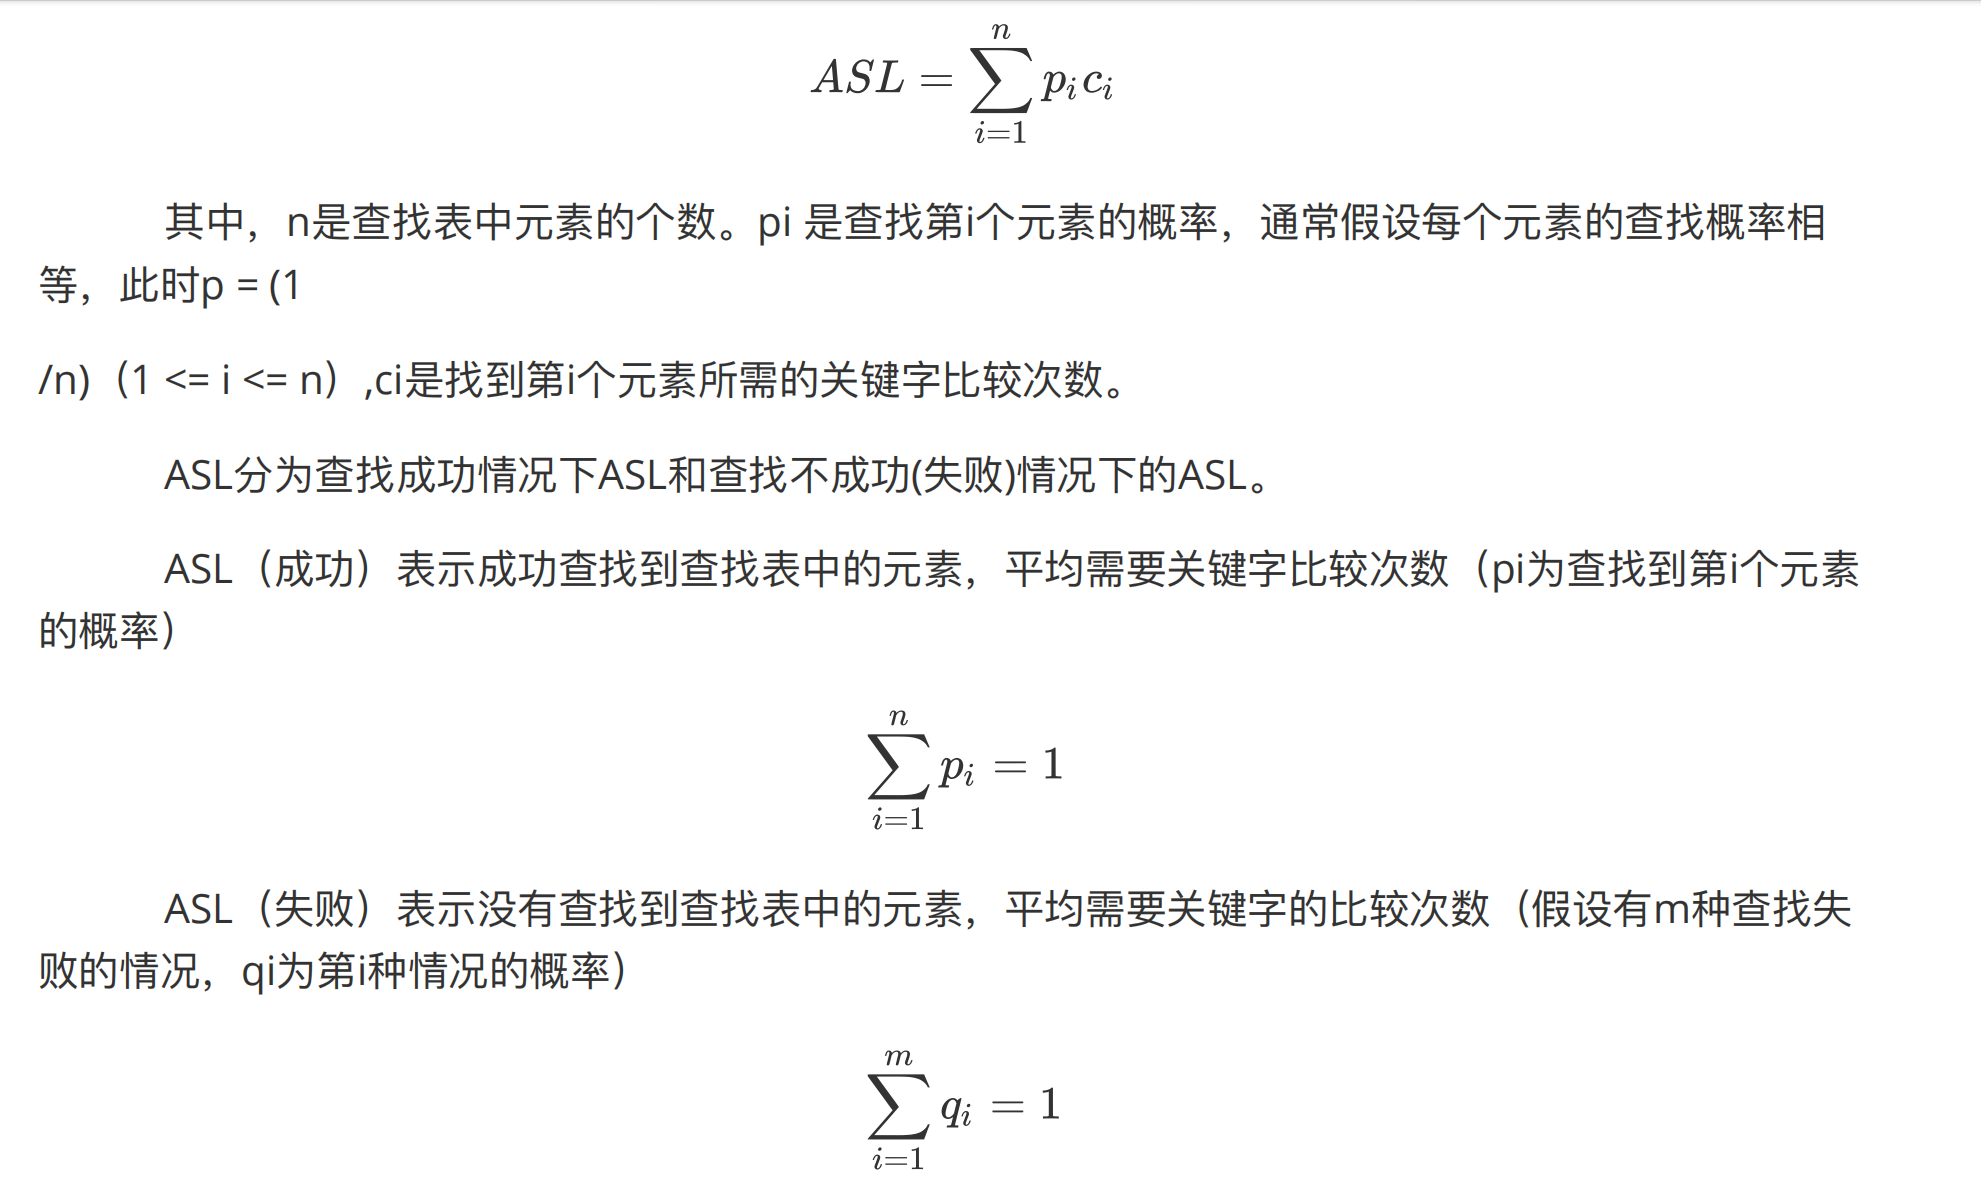 ASL = \sum_{i=1}^{n} p_i c_i
其中，n是查找表中元素的个数。pi 是查找第i个元素的概率，通常假设每个元素的查找概率相
等，此时p = (1
/n)（1 <= i <= n）,ci是找到第i个元素所需的关键字比较次数。
ASL分为查找成功情况下ASL和查找不成功(失败)情况下的ASL。
ASL（成功）表示成功查找到查找表中的元素，平均需要关键字比较次数（pi为查找到第i个元素
的概率）
\sum_{i=1}^{n} p_i = 1
ASL（失败）表示没有查找到查找表中的元素，平均需要关键字的比较次数（假设有m种查找失
败的情况，qi为第i种情况的概率）
\sum_{i=1}^{m} q_i = 1